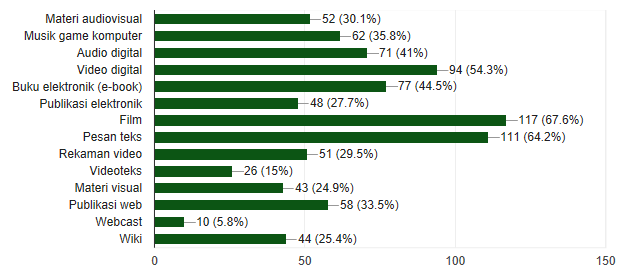 Materi audiovisual 52 (30.1%)
Musik game komputer 62 (35.8%)
Audio digital 71 (41%)
Video digital 94 (54.3%)
Buku elektronik (e-book) 77 (44.5%)
Publikasi elektronik 48 (27.7%)
Film 117 (67.6%)
Pesan teks 111 (64.2%)
Rekaman video 51 (29.5%)
Videoteks 26 (15%)
Materi visual 43 (24.9%)
Publikasi web 58 (33.5%)
Webcast 10 (5.8%)
Wiki 44 (25.4%)
0 50 100 150